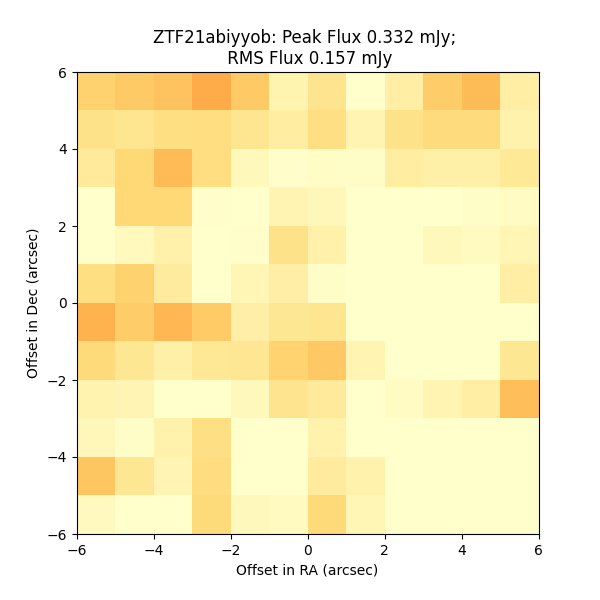 ZTF21abiyyob: Peak Flux 0.332 mJy;
RMS Flux 0.157 mJy
6
4
2
0
−2
−4
−6
Offset in Dec (arcsec)
−6 −4 −2 0 2 4 6
Offset in RA (arcsec)